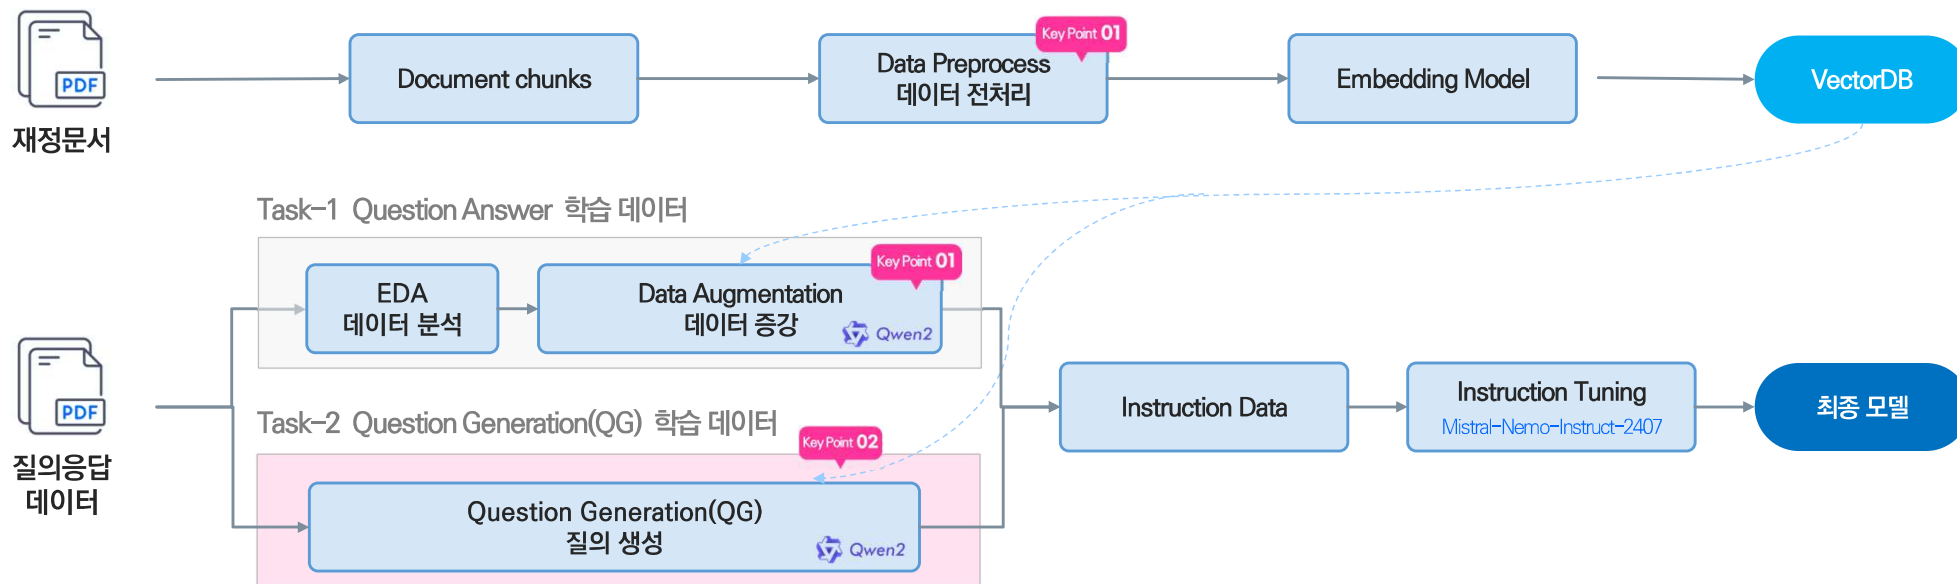 PDF
재정문서
Document chunks
Key Point 01
Data Preprocess
데이터 전처리
Embedding Model
VectorDB
Task-1 Question Answer 학습 데이터
EDA
데이터 분석
Key Point 01
Data Augmentation
데이터 증강
Qwen2
PDF
질의응답
데이터
Task-2 Question Generation(QG) 학습 데이터
Key Point 02
Question Generation(QG)
질의 생성
Qwen2
Instruction Data
Instruction Tuning
Mistral-Nemo-Instruct-2407
최종 모델